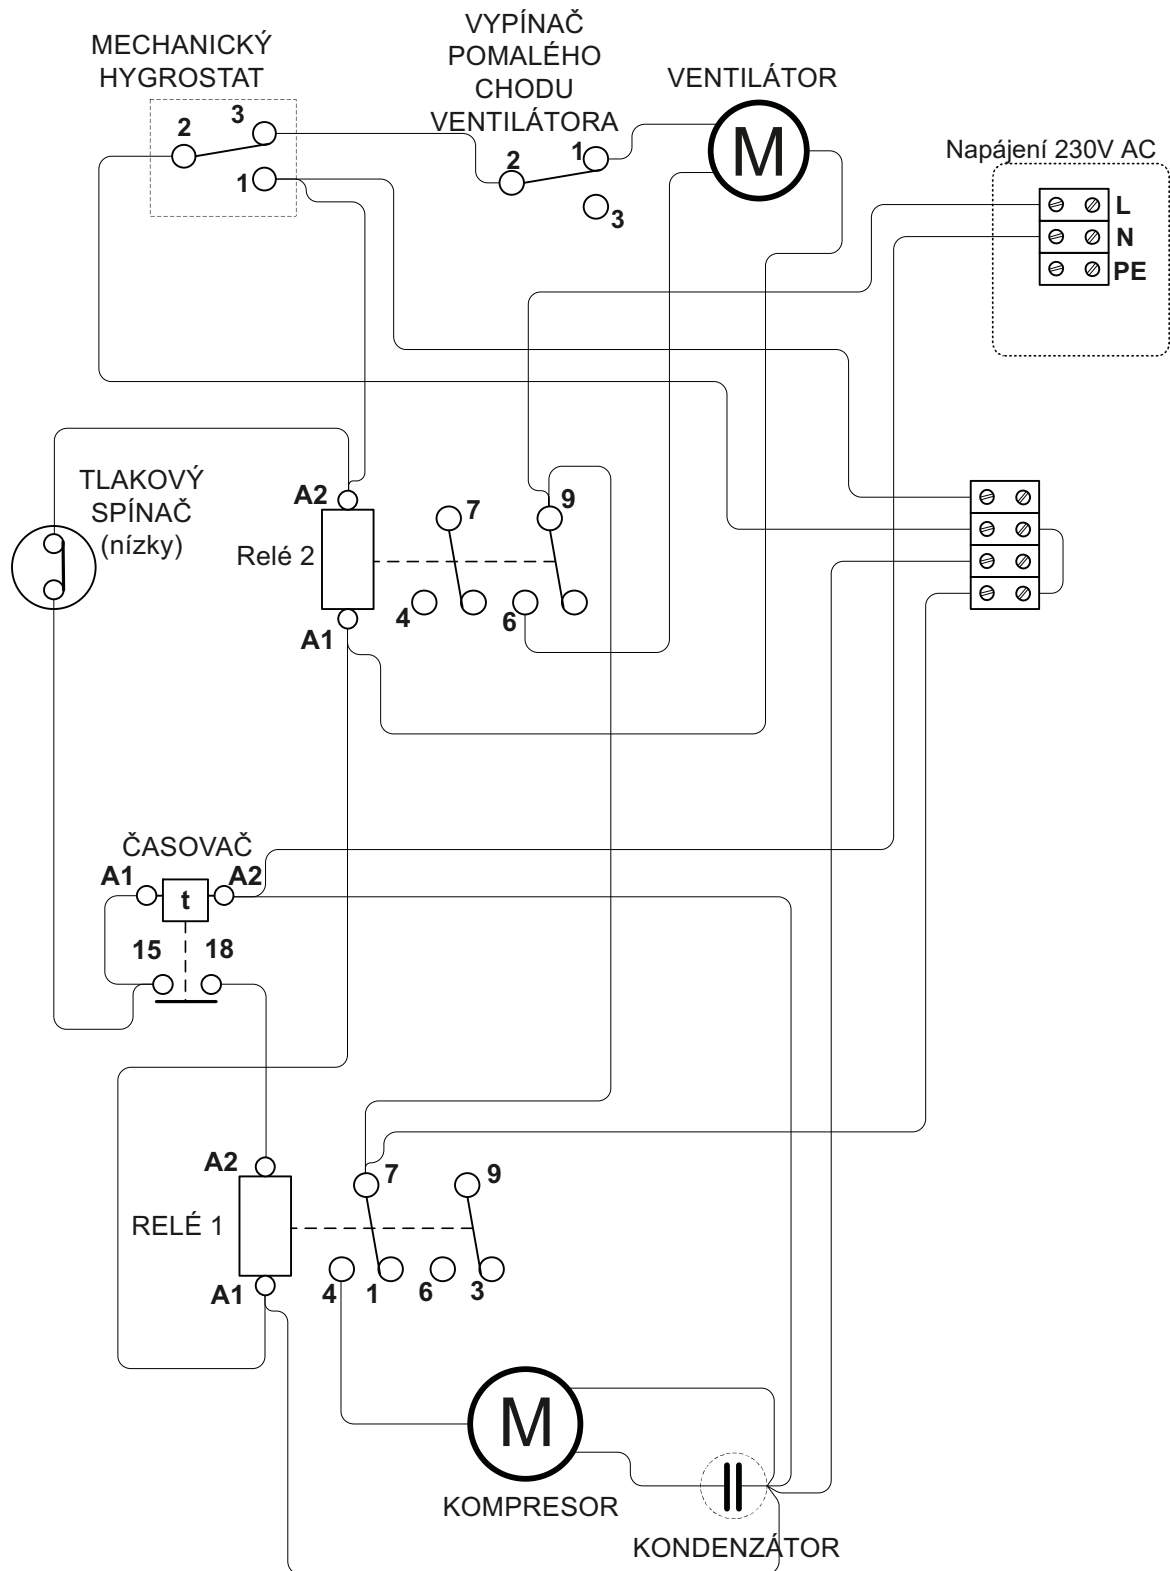 MECHANICKÝ
HYGROSTAT
2
3
1
VYPÍNAČ
POMALÉHO
CHODU
VENTILÁTORA
2
1
3
VENTILÁTOR
M
Napájení 230V AC
L
N
PE
TLAKOVÝ
SPÍNAČ
(nízky)
A2
Relé 2
A1
7
9
4
6
ČASOVAČ
A1
t
A2
15
18
A2
RELÉ 1
A1
7
9
4
1
6
3
M
KOMPRESOR
KONDENZÁTOR